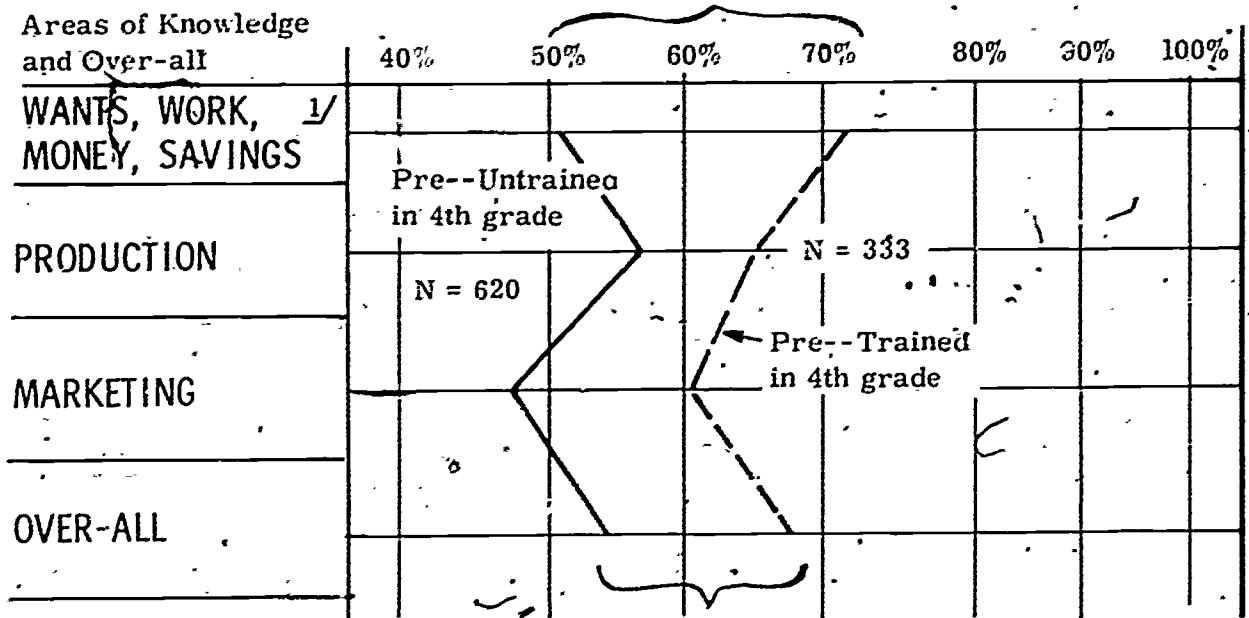 Areas of Knowledge
and Over-all
40% 50% 60% 70% 80% 90% 100%
WANTS, WORK, 1/
MONEY, SAVINGS
Pre--Untrained
in 4th grade
PRODUCTION
N = 333
N = 620
Pre--Trained
in 4th grade
MARKETING
OVER-ALL